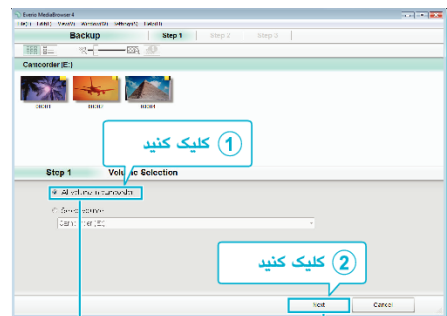 Everio MediaBrowser 4
Backup Step 1 Step 2 Step 3
Camcorder (E:)
① کلیک کنید
Step 1 Volume Selection
All volume in camcorder
② کلیک کنید
Next Cancel